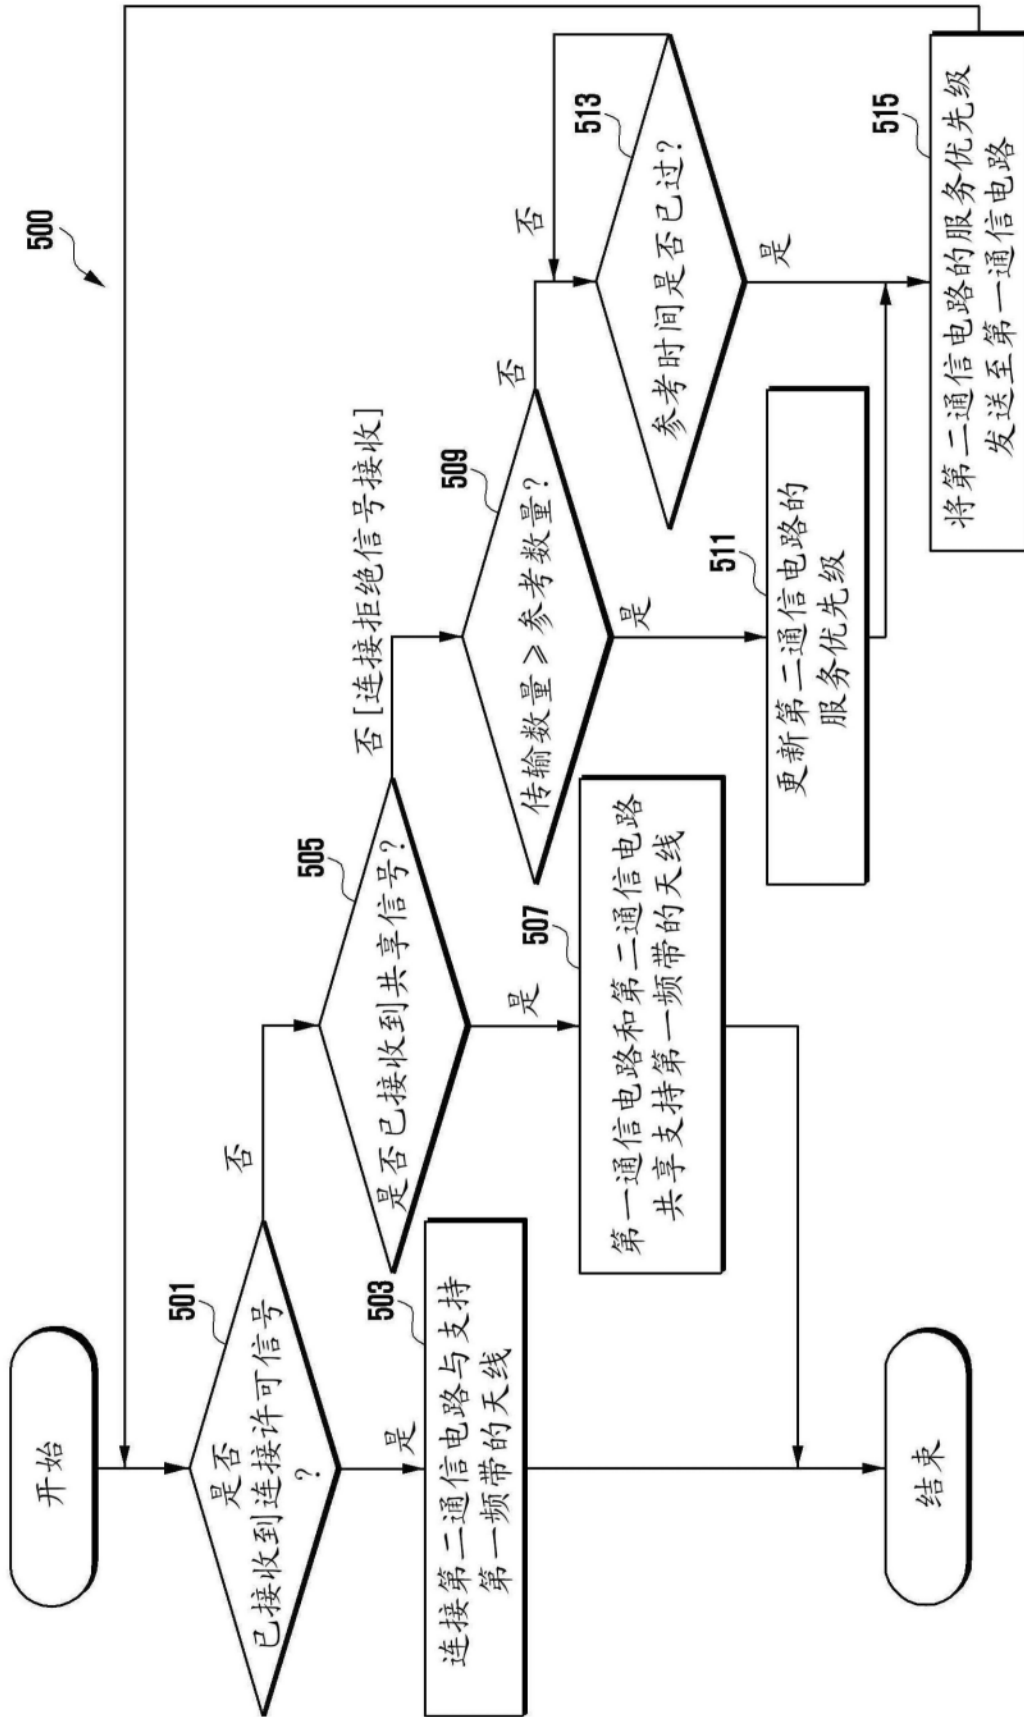 500
开始
501
是否
已接收到连接许可信号
?
是
否
503
连接第二通信电路与支持
第一频带的天线
505
是否已接收到共享信号?
是
否[连接拒绝信号接收]
507
第一通信电路和第二通信电路
共享支持第一频带的天线
509
传输数量≥参考数量?
是
否
511
更新第二通信电路的
服务优先级
513
参考时间是否已过?
否
是
515
将第二通信电路的服务优先级
发送至第一通信电路
结束